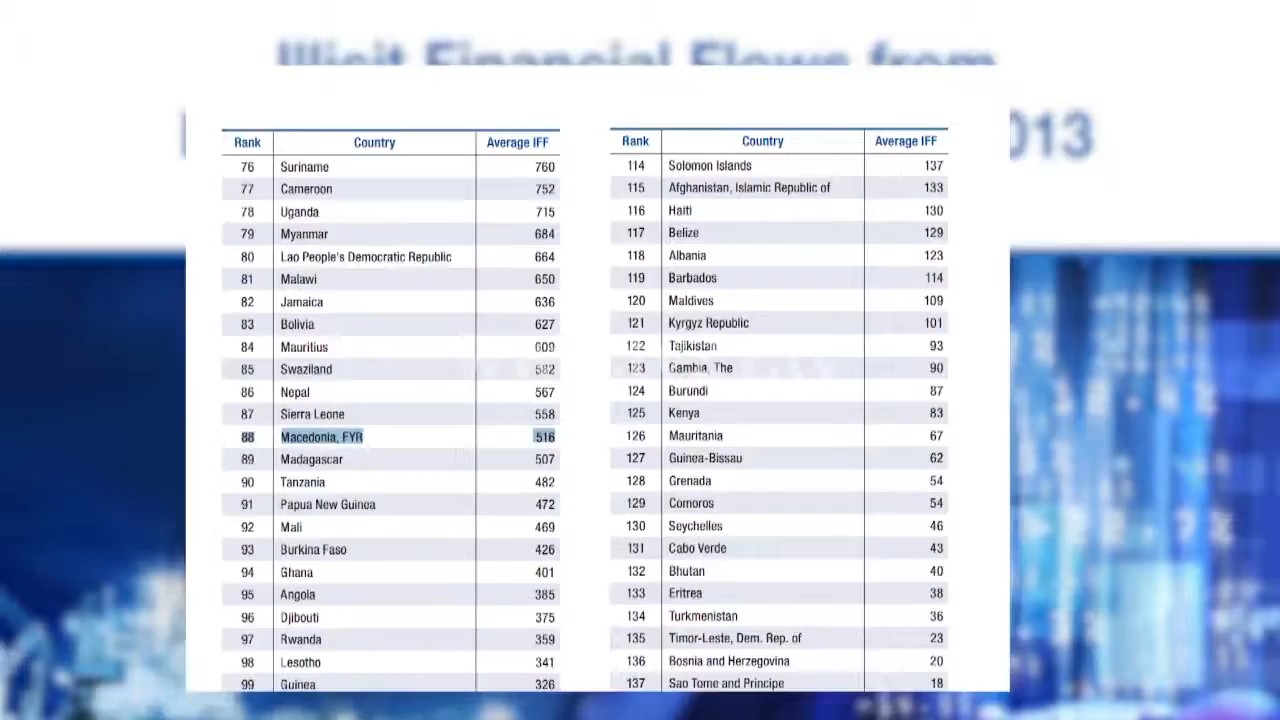 Illicit Financial Flows from
013
Rank Country Average IFF
76 Suriname 760
77 Cameroon 752
78 Uganda 715
79 Myanmar 684
80 Lao People's Democratic Republic 664
81 Malawi 650
82 Jamaica 636
83 Bolivia 627
84 Mauritius 609
85 Swaziland 582
86 Nepal 567
87 Sierra Leone 558
88 Macedonia, FYR 516
89 Madagascar 507
90 Tanzania 482
91 Papua New Guinea 472
92 Mali 469
93 Burkina Faso 426
94 Ghana 401
95 Angola 385
96 Djibouti 375
97 Rwanda 359
98 Lesotho 341
99 Guinea 326
Rank Country Average IFF
114 Solomon Islands 137
115 Afghanistan, Islamic Republic of 133
116 Haiti 130
117 Belize 129
118 Albania 123
119 Barbados 114
120 Maldives 109
121 Kyrgyz Republic 101
122 Tajikistan 93
123 Gambia, The 90
124 Burundi 87
125 Kenya 83
126 Mauritania 67
127 Guinea-Bissau 62
128 Grenada 54
129 Comoros 54
130 Seychelles 46
131 Cabo Verde 43
132 Bhutan 40
133 Eritrea 38
134 Turkmenistan 36
135 Timor-Leste, Dem. Rep. of 23
136 Bosnia and Herzegovina 20
137 Sao Tome and Principe 18